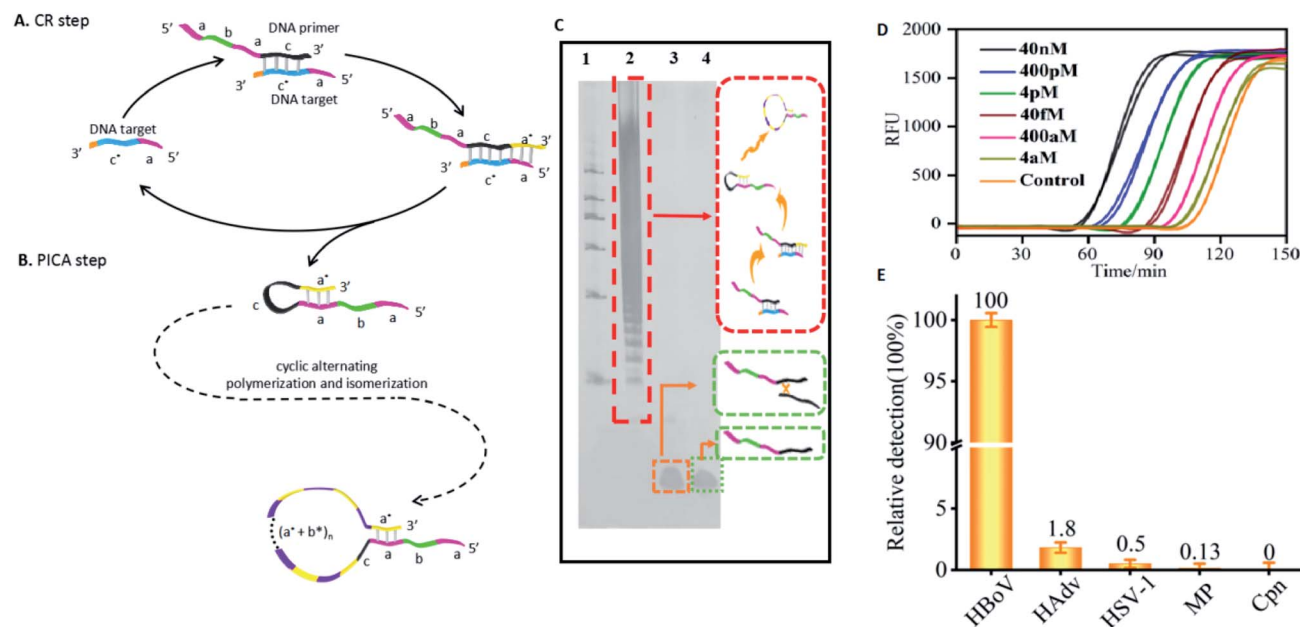 A. CR step
5’
a
b
a
DNA primer
c
3’
3’
5’
c*
a
DNA target
DNA target
3’
5’
c*
a
a
b
a
c
a*
3’
3’
5’
c*
a
B. PICA step
a*
3’
c
a
b
a
5’
cyclic alternating
polymerization and isomerization
(a* + b*)n
a*
3’
c
a
b
a
5’
C
1 2 3 4
X
D
40nM
400pM
4pM
40fM
400aM
4aM
Control
RFU
2000
1500
1000
500
0
0 30 60 90 120 150
Time/min
E
Relative detection(100%)
100
95
90
5
0
100
1.8
0.5
0.13
0
HBoV
HAdv
HSV-1
MP
Cpn